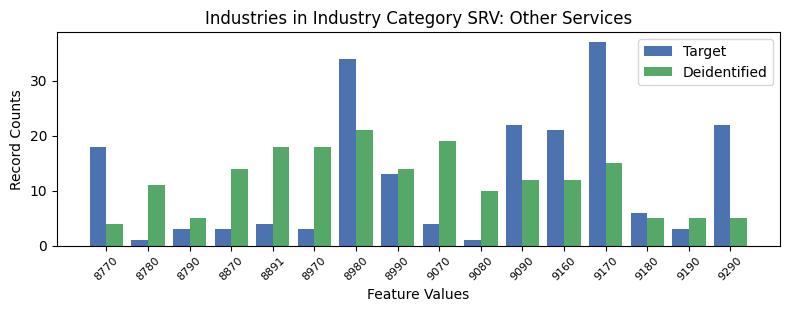 Industries in Industry Category SRV: Other Services
Target
Deidentified
Record Counts
30
20
10
0
8770 8780 8790 8870 8891 8970 8980 8990 9070 9080 9090 9160 9170 9180 9190 9290
Feature Values